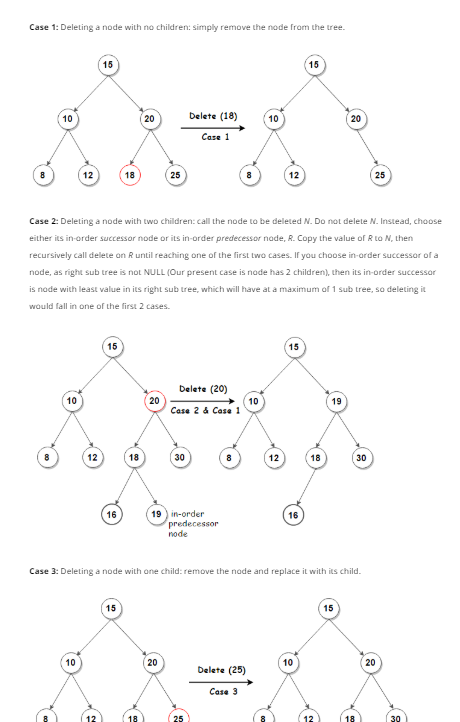 Case 1: Deleting a node with no children: simply remove the node from the tree.
15 15
10 20 Delete (18) 10 20
Case 1
8 12 18 25 8 12 25
Case 2: Deleting a node with two children: call the node to be deleted N. Do not delete N. Instead, choose
either its in-order successor node or its in-order predecessor node, R. Copy the value of R to N, then
recursively call delete on R until reaching one of the first two cases. If you choose in-order successor of a
node, as right sub tree is not NULL (Our present case is node has 2 children), then its in-order successor
is node with least value in its right sub tree, which will have at a maximum of 1 sub tree, so deleting it
would fall in one of the first 2 cases.
15 15
Delete (20)
10 20 10 19
Case 2 & Case 1
8 12 18 30 8 12 18 30
16 19 in-order 16
predecessor
node
Case 3: Deleting a node with one child: remove the node and replace it with its child.
15 15
10 20 Delete (25) 10 20
Case 3
8 12 18 25 8 12 18 30